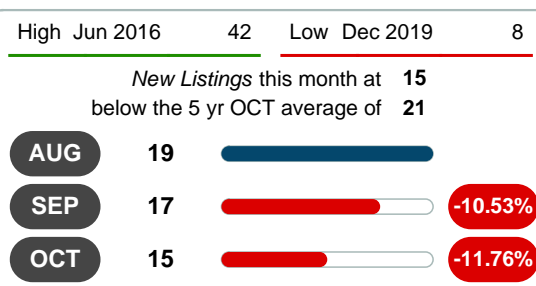 High Jun 2016 42 Low Dec 2019 8
New Listings this month at 15
below the 5 yr OCT average of 21
AUG 19
SEP 17 -10.53%
OCT 15 -11.76%